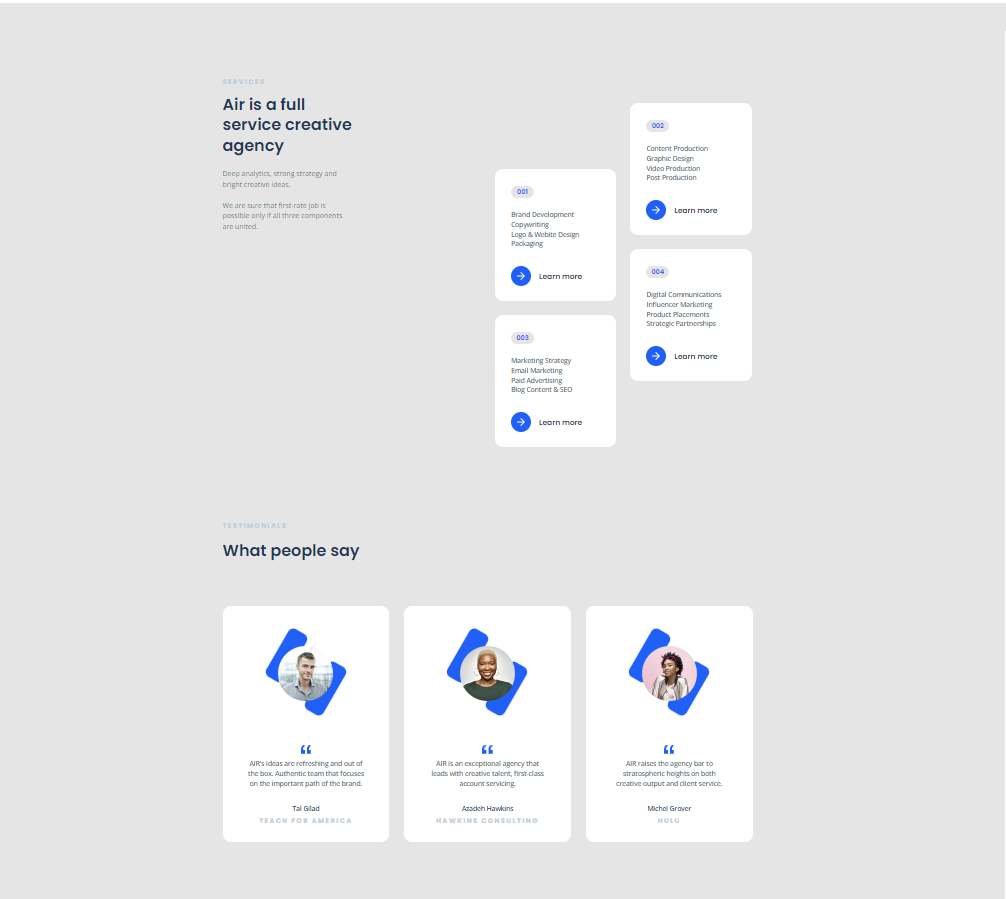 SERVICES
Air is a full
service creative
agency
Deep analytics, strong strategy and
bright creative ideas.
We are sure that first-rate job is
possible only if all three components
are united.
001
Brand Development
Copywriting
Logo & Webite Design
Packaging
Learn more
002
Content Production
Graphic Design
Video Production
Post Production
Learn more
003
Marketing Strategy
Email Marketing
Paid Advertising
Blog Content & SEO
Learn more
004
Digital Communications
Influencer Marketing
Product Placements
Strategic Partnerships
Learn more
TESTIMONIALS
What people say
“
AIR's ideas are refreshing and out of
the box. Authentic team that focuses
on the important path of the brand.
Tal Gilad
TEACH FOR AMERICA
“
AIR is an exceptional agency that
leads with creative talent, first-class
account servicing.
Azadeh Hawkins
HAWKINS CONSULTING
“
AIR raises the agency bar to
stratospheric heights on both
creative output and client service.
Michel Grover
HULU